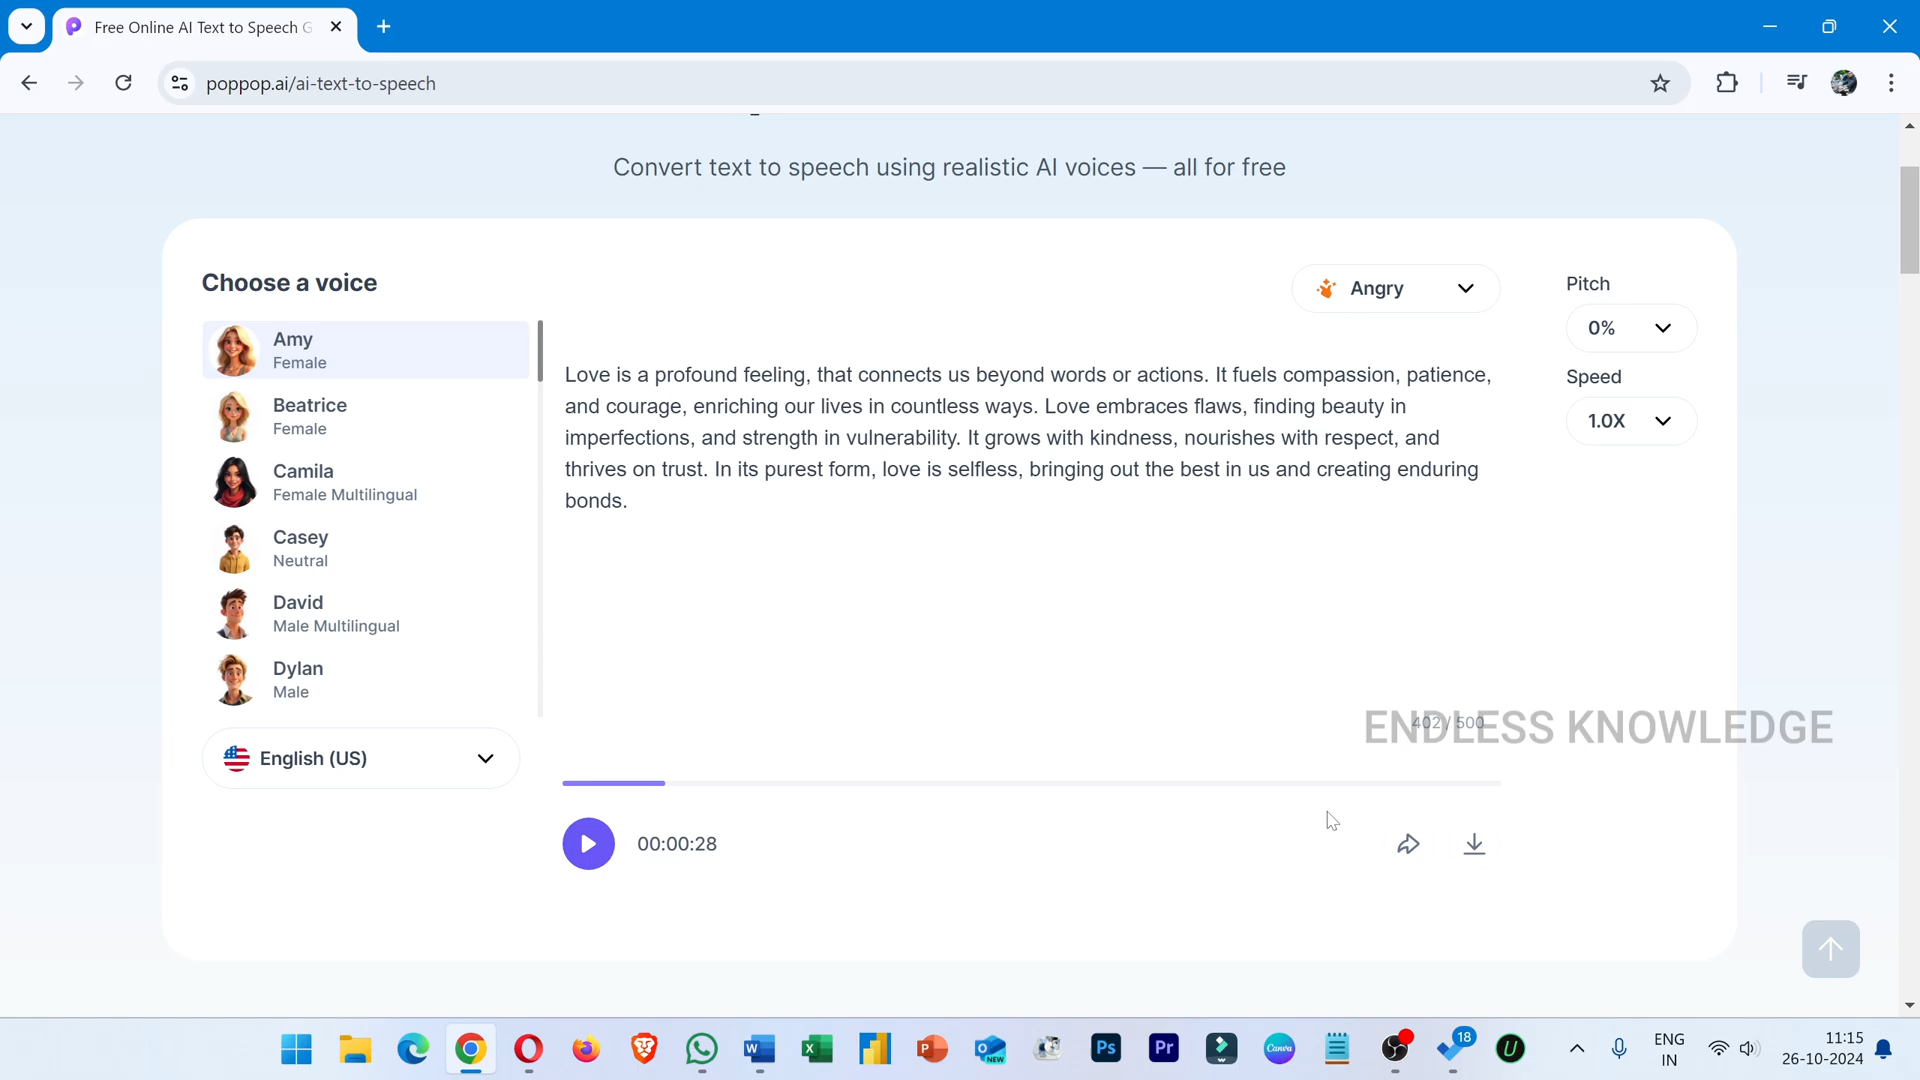 Free Online AI Text to Speech G
poppop.ai/ai-text-to-speech
Convert text to speech using realistic AI voices — all for free
Choose a voice
Angry
Pitch
0%
Speed
1.0X
Amy
Female
Beatrice
Female
Camila
Female Multilingual
Casey
Neutral
David
Male Multilingual
Dylan
Male
English (US)
Love is a profound feeling, that connects us beyond words or actions. It fuels compassion, patience,
and courage, enriching our lives in countless ways. Love embraces flaws, finding beauty in
imperfections, and strength in vulnerability. It grows with kindness, nourishes with respect, and
thrives on trust. In its purest form, love is selfless, bringing out the best in us and creating enduring
bonds.
402 / 500
ENDLESS KNOWLEDGE
00:00:28
W
X
P
O
NEW
Ps
Pr
Canva
18
U
ENG
IN
11:15
26-10-2024